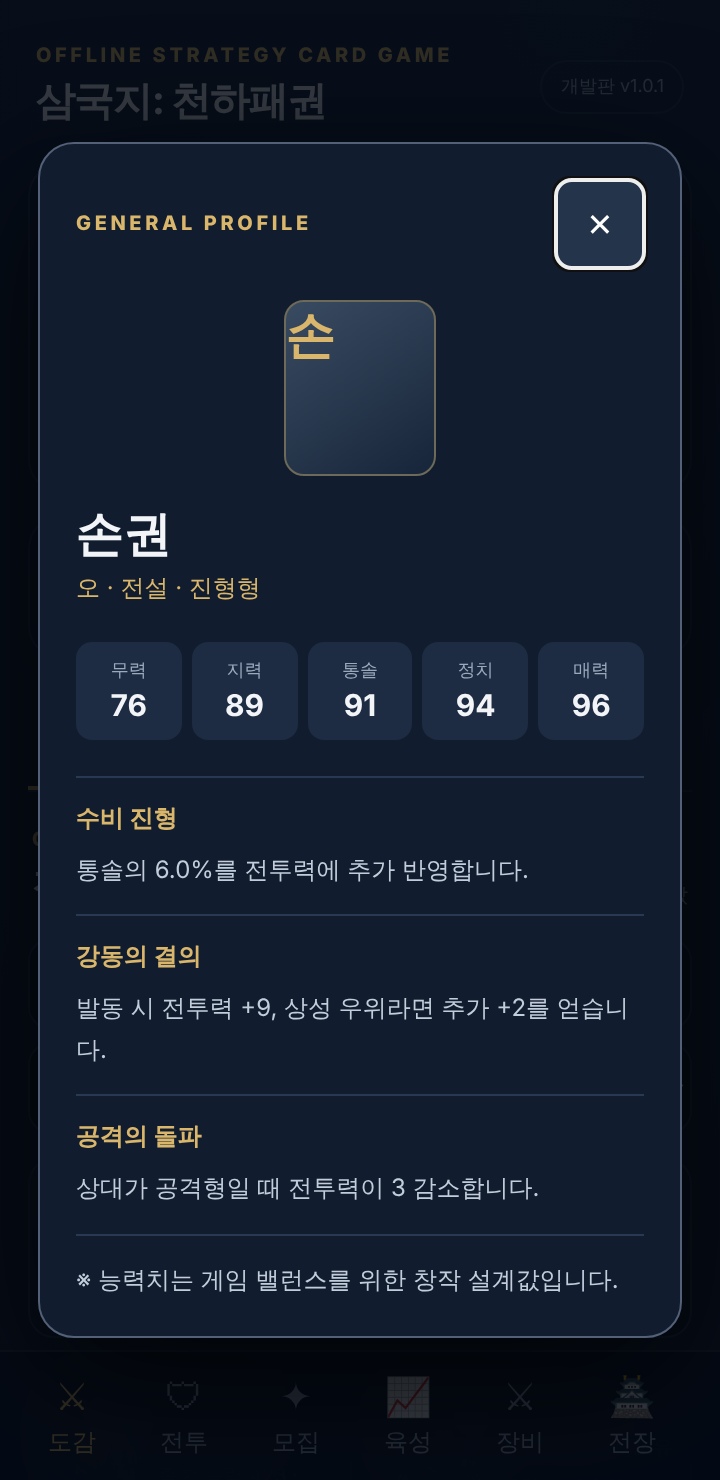 OFFLINE STRATEGY CARD GAME
삼국지: 천하패권
개발판 v1.0.1
GENERAL PROFILE
✕
손
손권
오 · 전설 · 진형형
무력 지력 통솔 정치 매력
76 89 91 94 96
수비 진형
통솔의 6.0%를 전투력에 추가 반영합니다.
강동의 결의
발동 시 전투력 +9, 상성 우위라면 추가 +2를 얻습니
다.
공격의 돌파
상대가 공격형일 때 전투력이 3 감소합니다.
※ 능력치는 게임 밸런스를 위한 창작 설계값입니다.
도감 전투 모집 육성 장비 전장